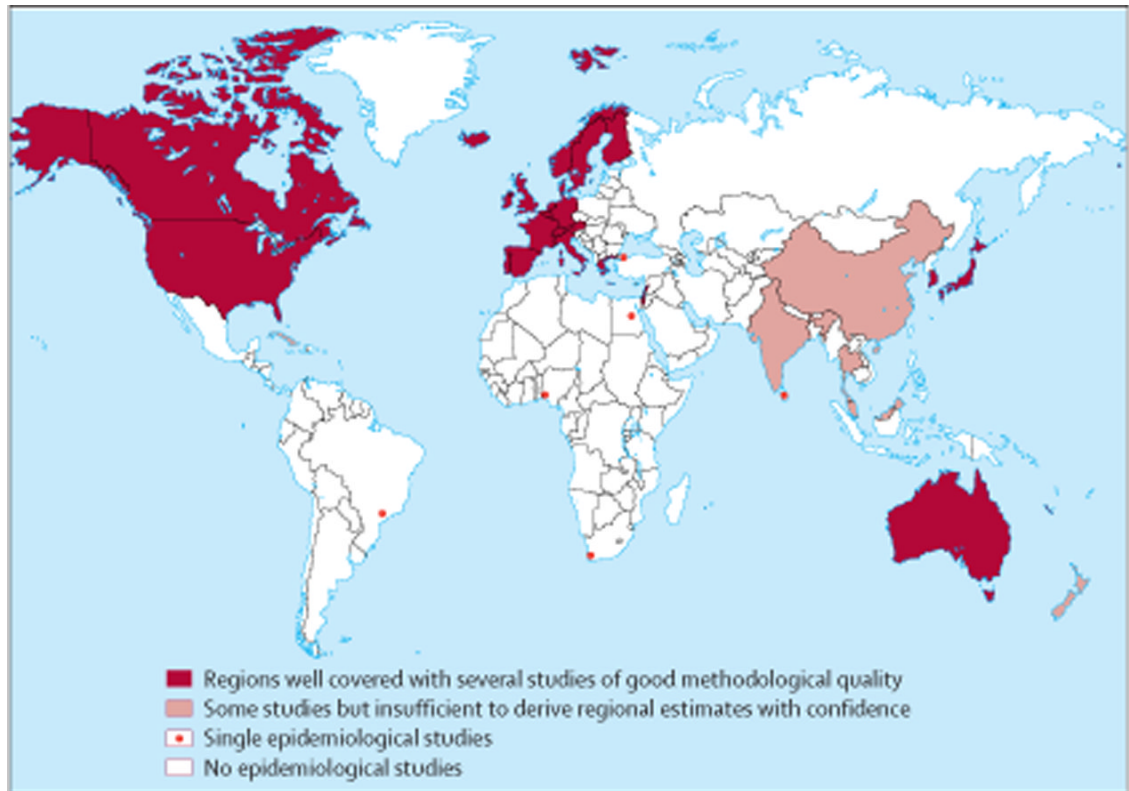 Regions well covered with several studies of good methodological quality
Some studies but insufficient to derive regional estimates with confidence
Single epidemiological studies
No epidemiological studies